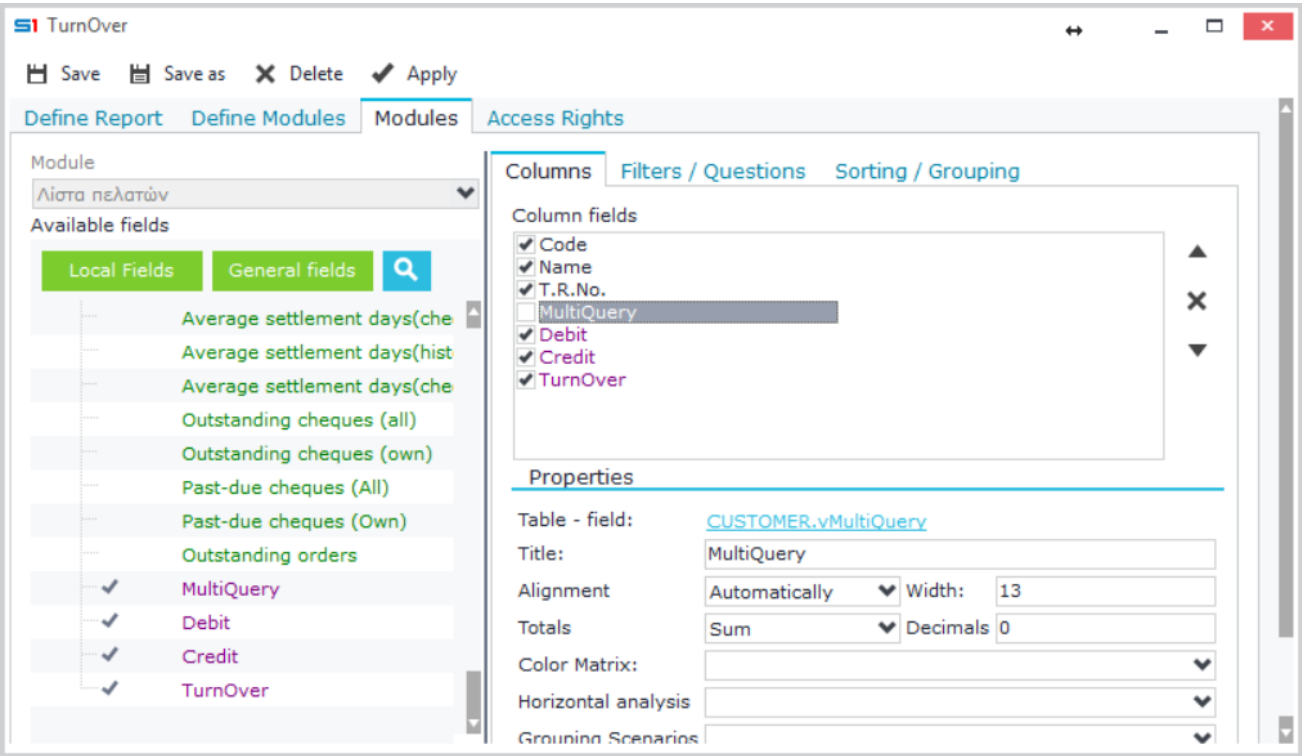 S1 TurnOver
Save Save as Delete Apply
Define Report Define Modules Modules Access Rights
Module
Λίστα πελατών
Available fields
Local Fields General fields
Average settlement days(che
Average settlement days(hist
Average settlement days(che
Outstanding cheques (all)
Outstanding cheques (own)
Past-due cheques (All)
Past-due cheques (Own)
Outstanding orders
MultiQuery
Debit
Credit
TurnOver
Columns Filters / Questions Sorting / Grouping
Column fields
Code
Name
T.R.No.
MultiQuery
Debit
Credit
TurnOver
Properties
Table - field: CUSTOMER.vMultiQuery
Title: MultiQuery
Alignment Automatically Width: 13
Totals Sum Decimals 0
Color Matrix:
Horizontal analysis
Grouping Scenarios